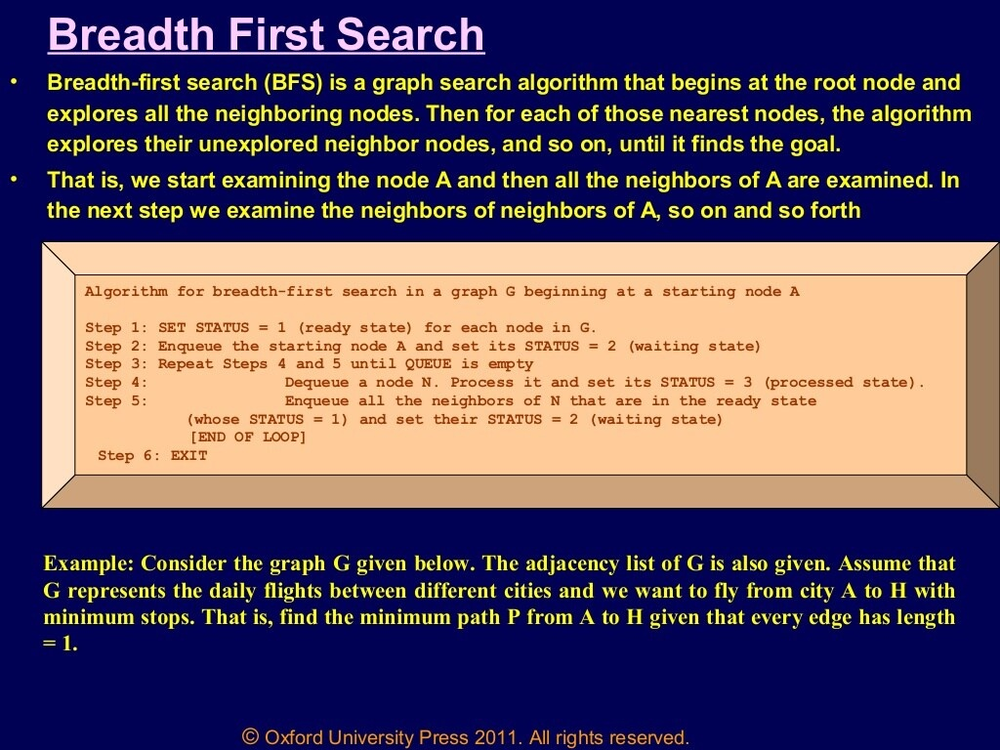 Breadth First Search
• Breadth-first search (BFS) is a graph search algorithm that begins at the root node and
explores all the neighboring nodes. Then for each of those nearest nodes, the algorithm
explores their unexplored neighbor nodes, and so on, until it finds the goal.
• That is, we start examining the node A and then all the neighbors of A are examined. In
the next step we examine the neighbors of neighbors of A, so on and so forth
Algorithm for breadth-first search in a graph G beginning at a starting node A
Step 1: SET STATUS = 1 (ready state) for each node in G.
Step 2: Enqueue the starting node A and set its STATUS = 2 (waiting state)
Step 3: Repeat Steps 4 and 5 until QUEUE is empty
Step 4: Dequeue a node N. Process it and set its STATUS = 3 (processed state).
Step 5: Enqueue all the neighbors of N that are in the ready state
(whose STATUS = 1) and set their STATUS = 2 (waiting state)
[END OF LOOP]
Step 6: EXIT
Example: Consider the graph G given below. The adjacency list of G is also given. Assume that
G represents the daily flights between different cities and we want to fly from city A to H with
minimum stops. That is, find the minimum path P from A to H given that every edge has length
= 1.
© Oxford University Press 2011. All rights reserved.